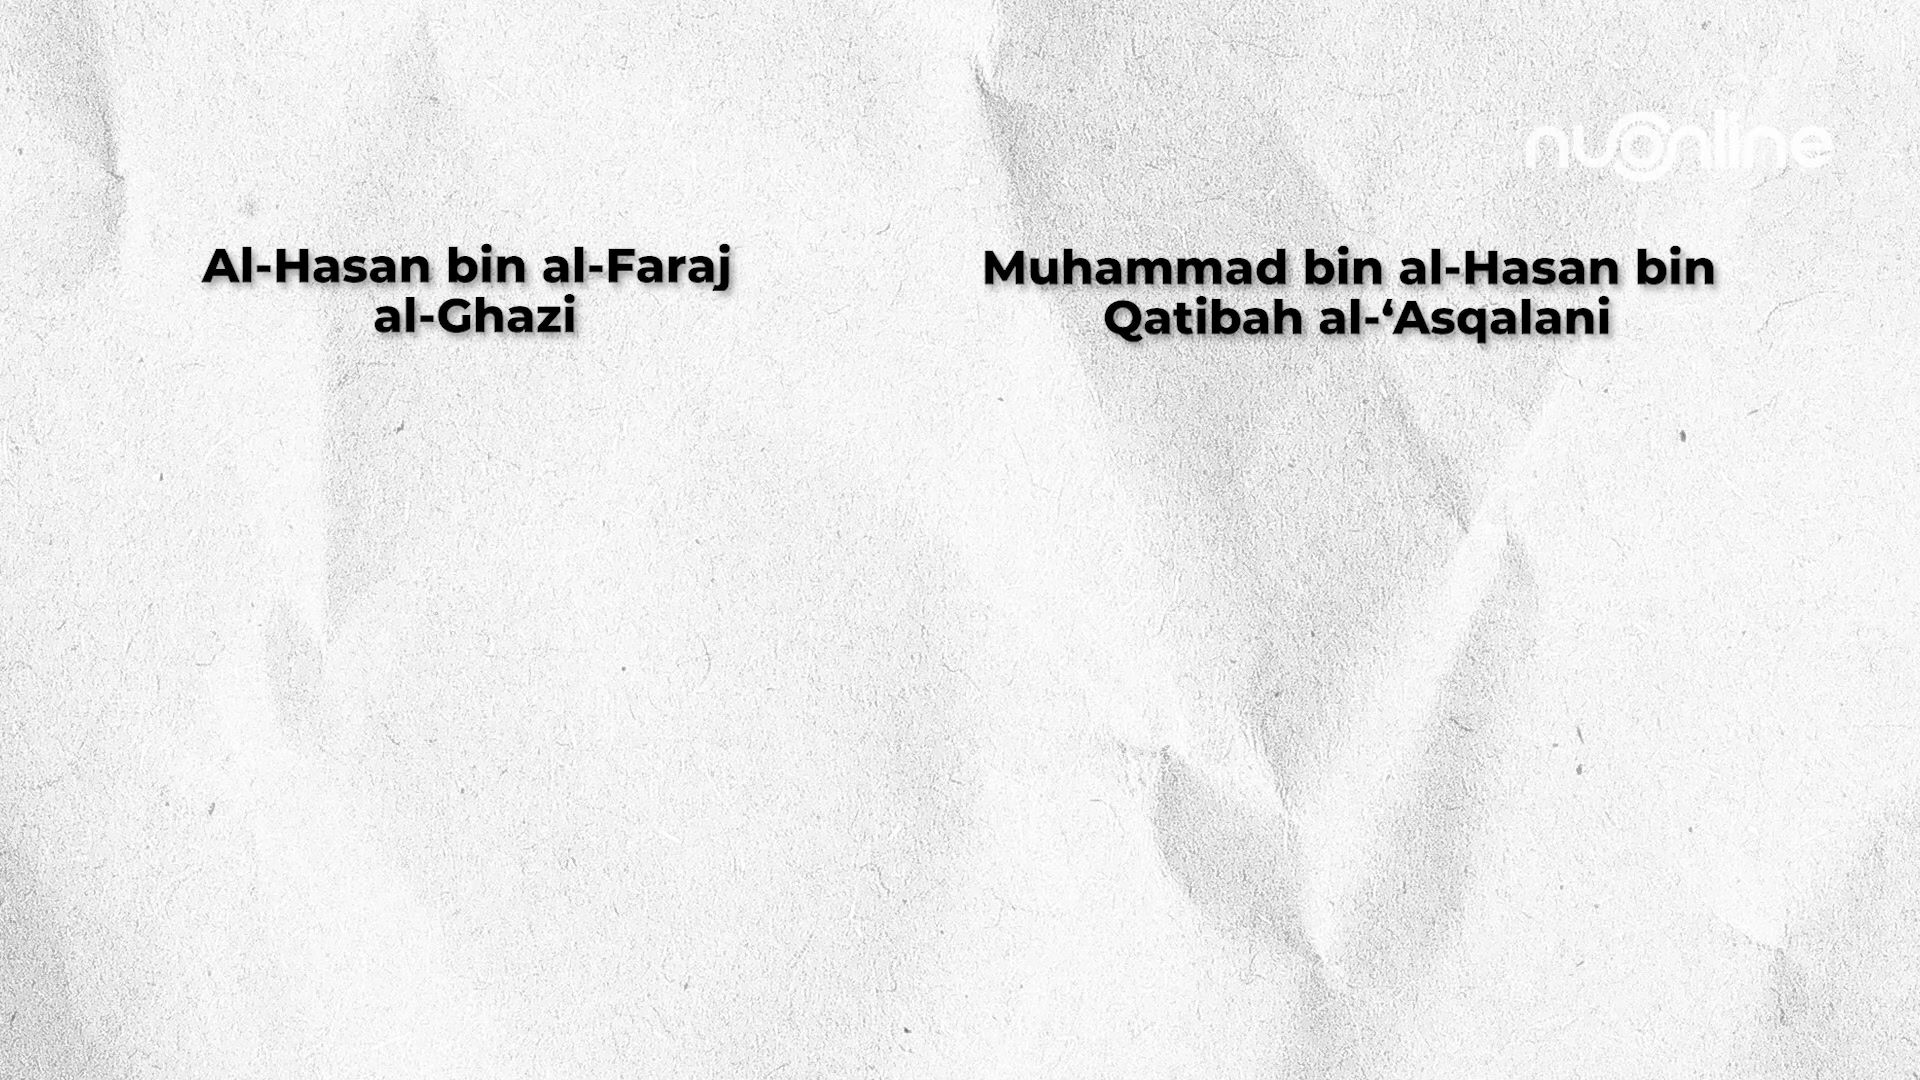 nuonline
Al-Hasan bin al-Faraj
al-Ghazi
Muhammad bin al-Hasan bin
Qatibah al-‘Asqalani